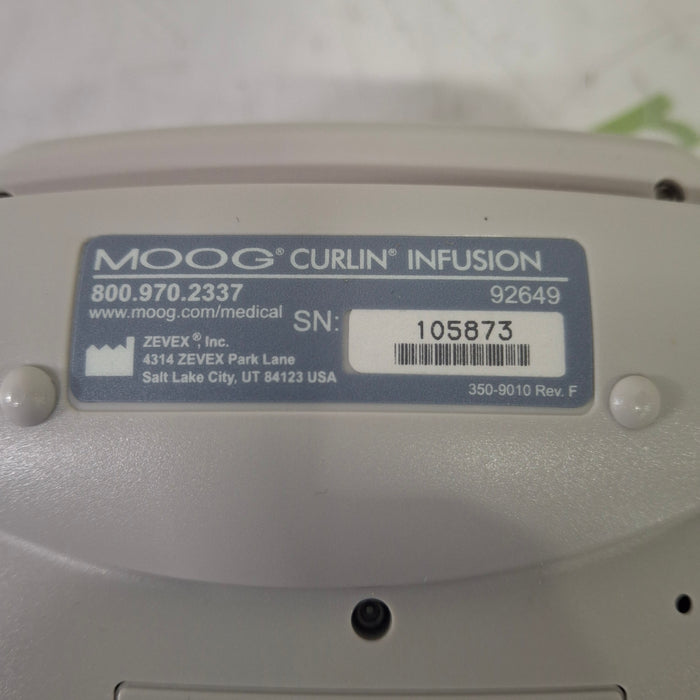 MOOG® CURLIN® INFUSION
800.970.2337 92649
www.moog.com/medical
SN: 105873
ZEVEX®, Inc.
4314 ZEVEX Park Lane
Salt Lake City, UT 84123 USA
350-9010 Rev. F